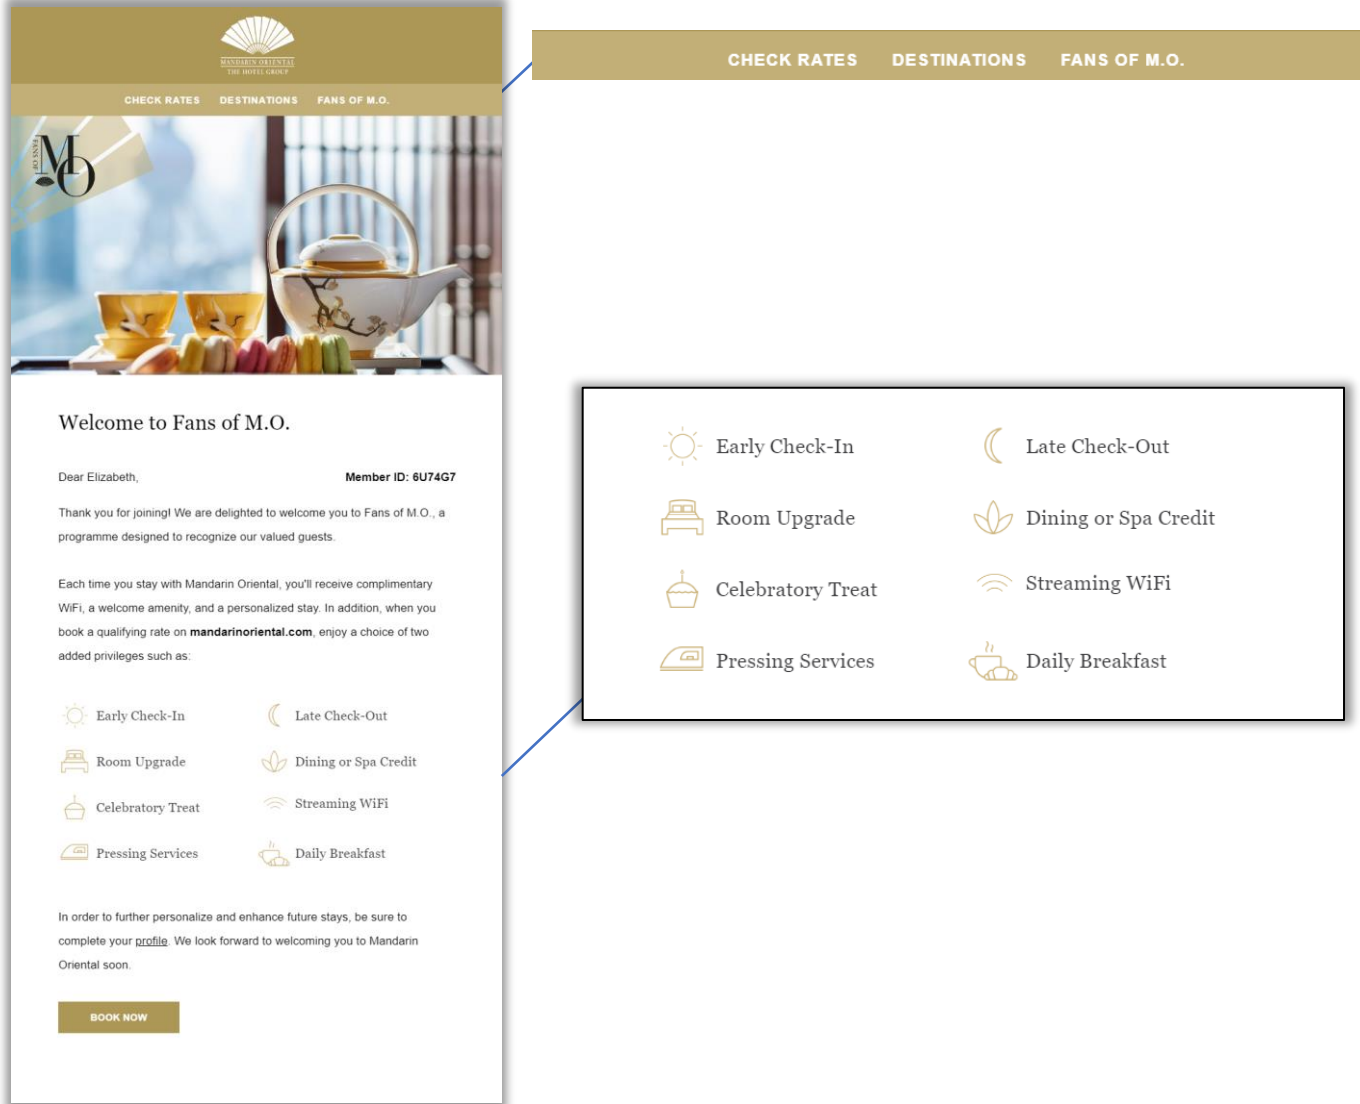 MANDARIN ORIENTAL
THE HOTEL GROUP
CHECK RATES DESTINATIONS FANS OF M.O.
FANS OF
MO
Welcome to Fans of M.O.
Dear Elizabeth, Member ID: 6U74G7
Thank you for joining! We are delighted to welcome you to Fans of M.O., a
programme designed to recognize our valued guests.
Each time you stay with Mandarin Oriental, you'll receive complimentary
WiFi, a welcome amenity, and a personalized stay. In addition, when you
book a qualifying rate on mandarinoriental.com, enjoy a choice of two
added privileges such as:
Early Check-In Late Check-Out
Room Upgrade Dining or Spa Credit
Celebratory Treat Streaming WiFi
Pressing Services Daily Breakfast
In order to further personalize and enhance future stays, be sure to
complete your profile. We look forward to welcoming you to Mandarin
Oriental soon.
BOOK NOW
CHECK RATES DESTINATIONS FANS OF M.O.
Early Check-In Late Check-Out
Room Upgrade Dining or Spa Credit
Celebratory Treat Streaming WiFi
Pressing Services Daily Breakfast